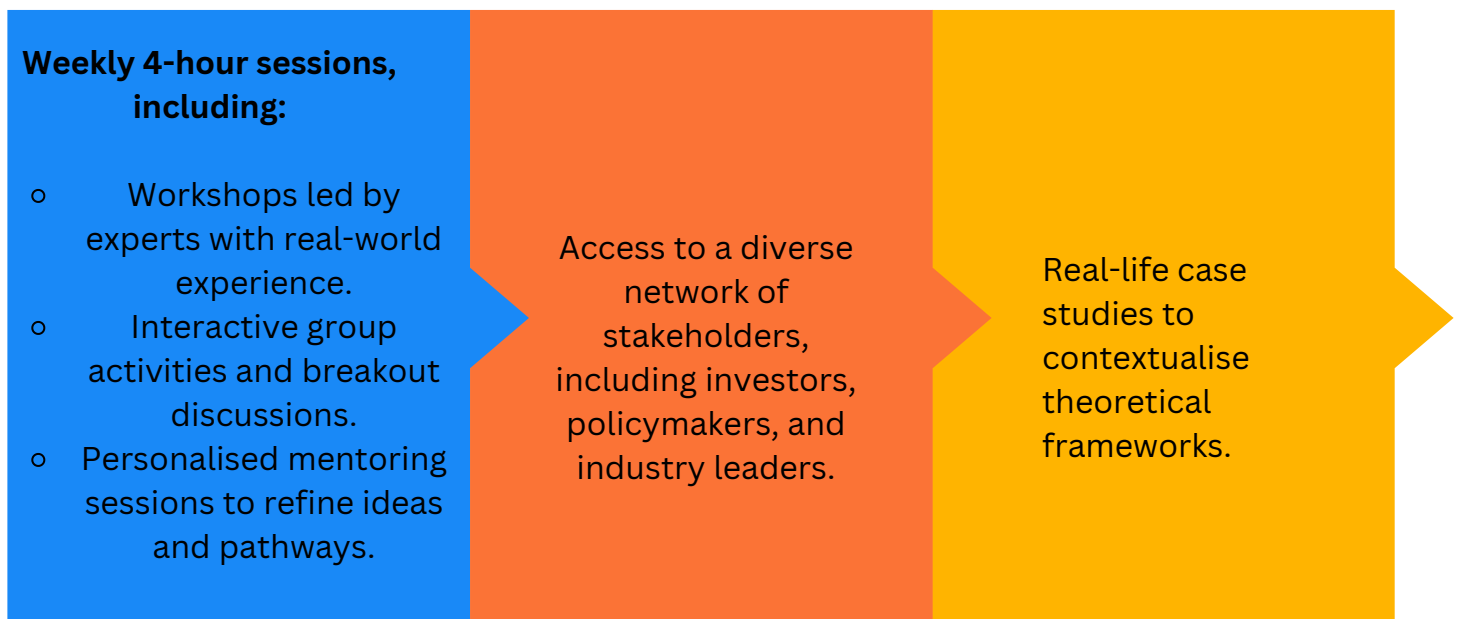 Weekly 4-hour sessions,
including:
Workshops led by
experts with real-world
experience.
Interactive group
activities and breakout
discussions.
Personalised mentoring
sessions to refine ideas
and pathways.
Access to a diverse
network of
stakeholders,
including investors,
policymakers, and
industry leaders.
Real-life case
studies to
contextualise
theoretical
frameworks.